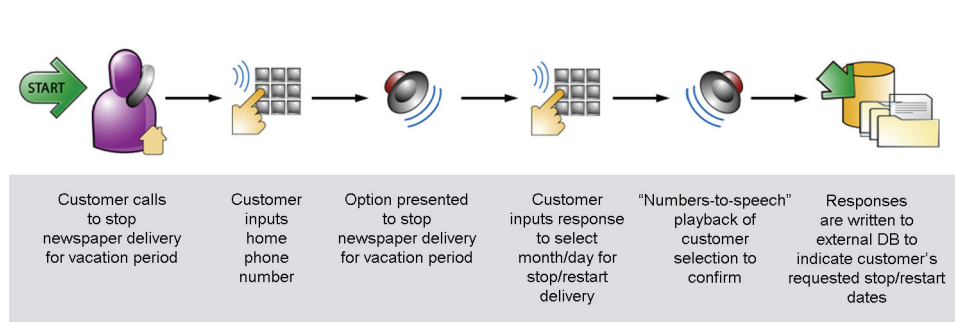 START
Customer calls
to stop
newspaper delivery
for vacation period
Customer
inputs
home
phone
number
Option presented
to stop
newspaper delivery
for vacation period
Customer
inputs response
to select
month/day for
stop/restart
delivery
“Numbers-to-speech”
playback of
customer
selection to
confirm
Responses
are written to
external DB to
indicate customer’s
requested stop/restart
dates